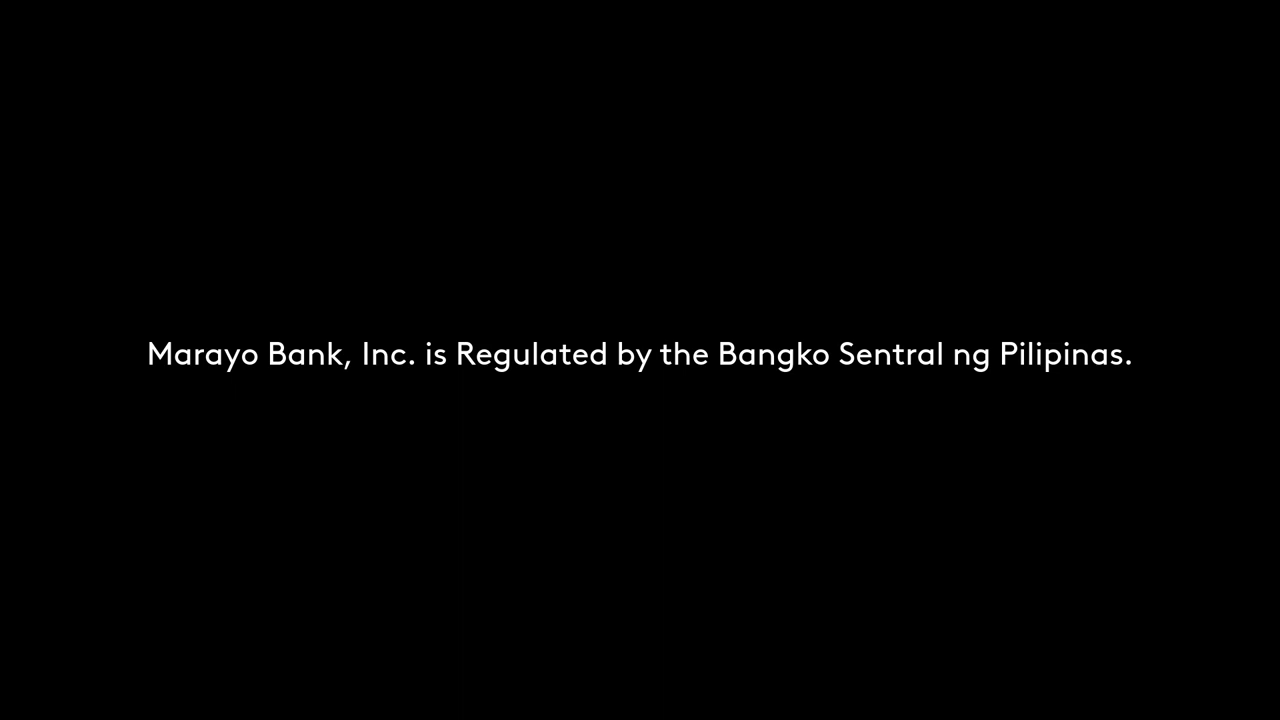 Marayo Bank, Inc. is Regulated by the Bangko Sentral ng Pilipinas.